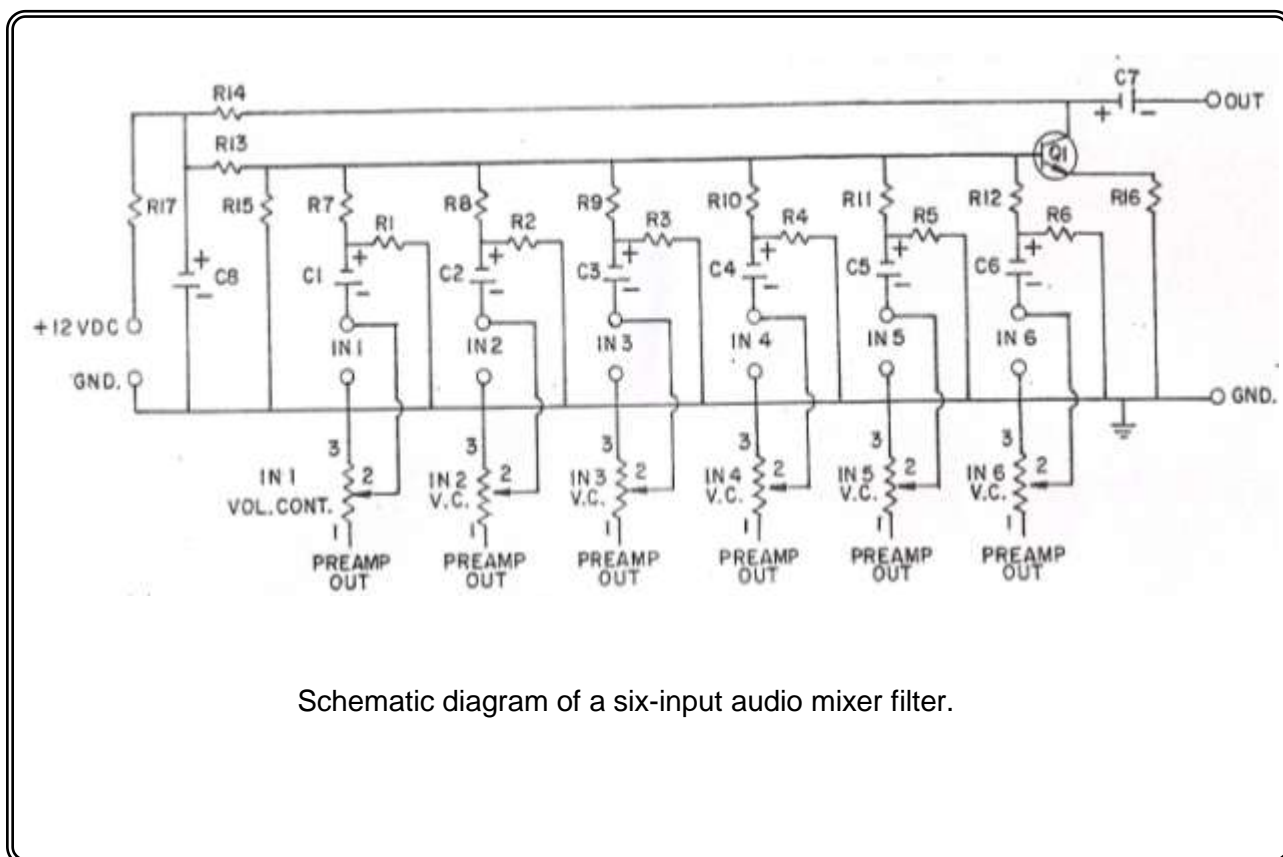 C7
R14
OUT
+ -
R13
Q1
R17 R15 R7 R8 R9 R10 R11 R12 R16
R1 R2 R3 R4 R5 R6
+ + + + + + +
C8 C1 C2 C3 C4 C5 C6
- - - - - - -
+12 VDC
IN1 IN2 IN 3 IN 4 IN 5 IN 6
GND. GND.
3 3 3 3 3 3
IN 1 2 IN 2 2 IN 3 2 IN 4 2 IN 5 2 IN 6 2
VOL. CONT. V.C. V.C. V.C. V.C. V.C.
1 1 1 1 1 1
PREAMP PREAMP PREAMP PREAMP PREAMP PREAMP
OUT OUT OUT OUT OUT OUT
Schematic diagram of a six-input audio mixer filter.